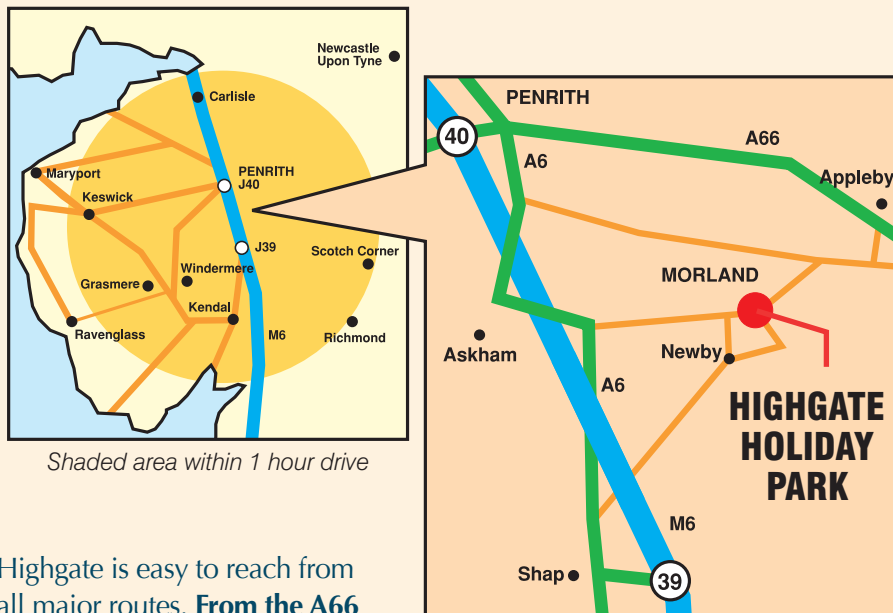 Newcastle
Upon Tyne
Carlisle
Maryport
PENRITH
J40
Keswick
J39
Scotch Corner
Grasmere
Windermere
Kendal
Ravenglass
M6
Richmond
Shaded area within 1 hour drive
PENRITH
40
A6
A66
Appleby
MORLAND
Askham
Newby
A6
HIGHGATE
HOLIDAY
PARK
M6
Shap
39
Highgate is easy to reach from
all major routes. From the A66